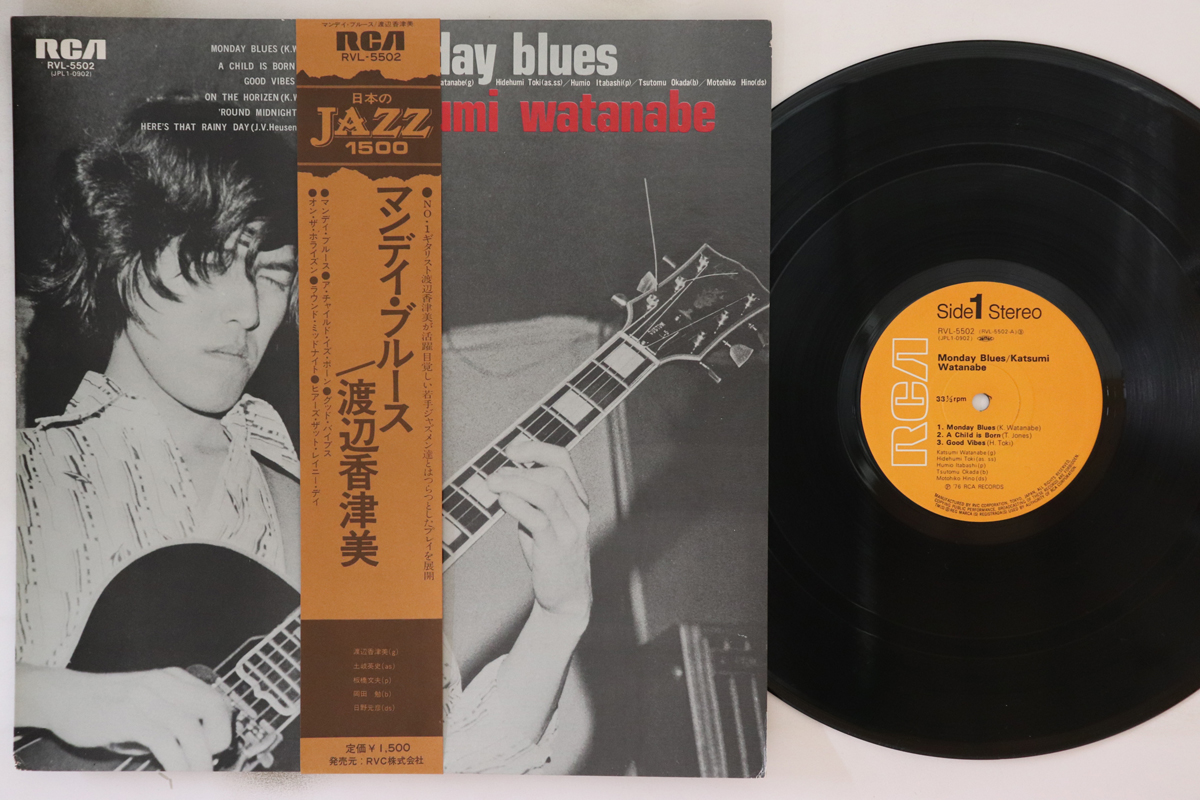 RCA
RVL-5502
(JPL1-0902)
MONDAY BLUES (K.W
A CHILD IS BORN
GOOD VIBES
ON THE HORIZEN (K.W
'ROUND MIDNIGHT
HERE'S THAT RAINY DAY (J.V.Heusen
day blues
atanabe(g) Hidehumi Toki(as.ss)/Humio Itabashi(p)/Tsutomu Okada(b)/Motohiko Hino(ds)
umi watanabe
マンデイ・ブルース/渡辺香津美
RCA
RVL-5502
日本の
JAZZ
1500
●NO・1ギタリスト渡辺香津美が活躍目覚しい若手ジャズメン達とはつらつとしたプレイを展開
マンデイ・ブルース/渡辺香津美
●マンデイ・ブルース●ア・チャイルド・イズ・ボーン●グッド・バイブス
●オン・ザ・ホライズン●ラウンド・ミッドナイト●ヒアーズ・ザット・レイニー・デイ
渡辺香津美(g)
土岐英史(as)
板橋文夫(p)
岡田 勉(b)
日野元彦(ds)
定価¥1,500
発売元:RVC株式会社
Side 1 Stereo
RVL-5502 (RVL-5502-A)
(JPL1-0902)
Monday Blues/Katsumi
Watanabe
33⅓rpm
1. Monday Blues (K. Watanabe)
2. A Child is Born (T. Jones)
3. Good Vibes (H. Toki)
Katsumi Watanabe(g)
Hidehumi Toki(as. ss)
Humio Itabashi(p)
Tsutomu Okada(b)
Motohiko Hino(ds)
℗ '76 RCA RECORDS
RCA